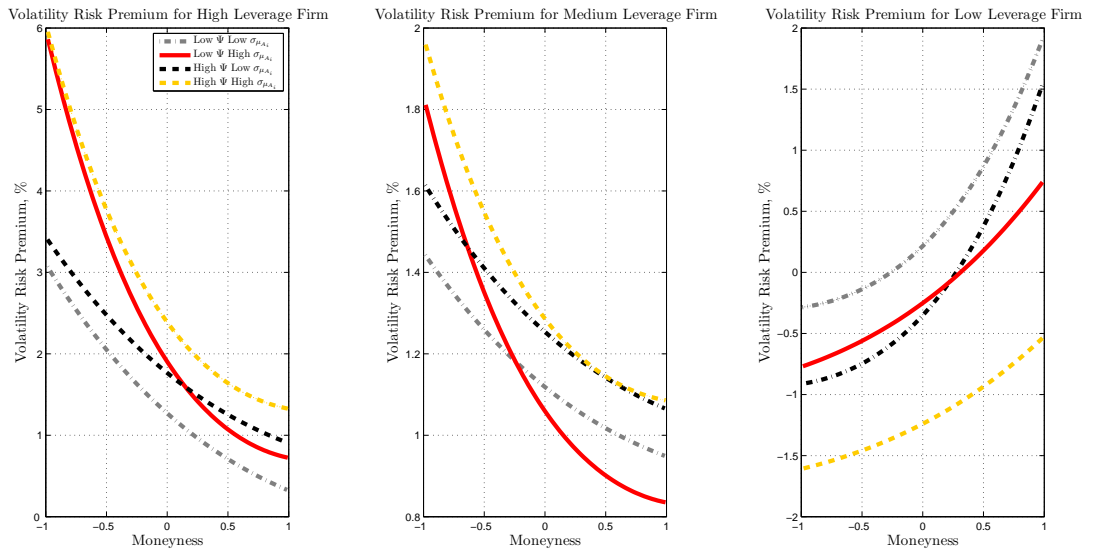 Volatility Risk Premium for High Leverage Firm
6
5
4
3
2
1
0
Volatility Risk Premium, %
−1
−0.5
0
0.5
1
Moneyness
Low Ψ Low σ_{μ_{A_i}}
Low Ψ High σ_{μ_{A_i}}
High Ψ Low σ_{μ_{A_i}}
High Ψ High σ_{μ_{A_i}}
Volatility Risk Premium for Medium Leverage Firm
2
1.8
1.6
1.4
1.2
1
0.8
Volatility Risk Premium, %
−1
−0.5
0
0.5
1
Moneyness
Volatility Risk Premium for Low Leverage Firm
2
1.5
1
0.5
0
−0.5
−1
−1.5
−2
Volatility Risk Premium, %
−1
−0.5
0
0.5
1
Moneyness